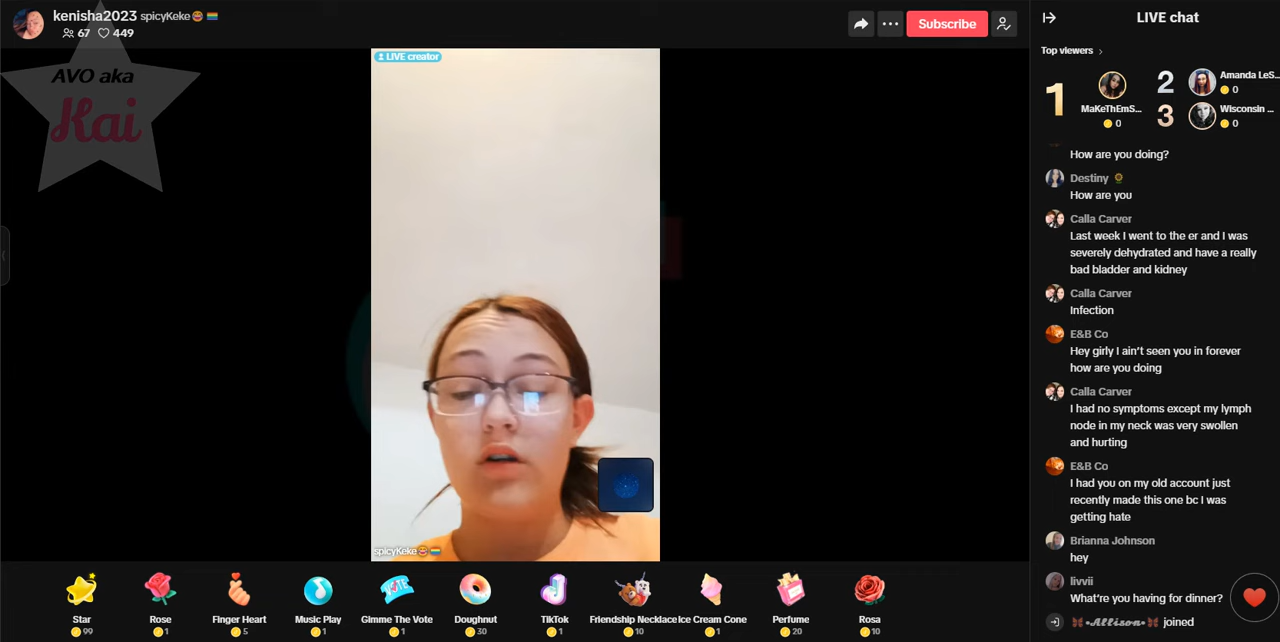 kenisha2023 spicyKeke
67 449
Subscribe
AVO aka
Kai
LIVE creator
spicyKeke
LIVE chat
Top viewers
1
MaKeThEmS...
0
2
Amanda LeS...
0
3
Wisconsin ...
0
How are you doing?
Destiny
How are you
Calla Carver
Last week I went to the er and I was
severely dehydrated and have a really
bad bladder and kidney
Calla Carver
Infection
E&B Co
Hey girly I ain't seen you in forever
how are you doing
Calla Carver
I had no symptoms except my lymph
node in my neck was very swollen
and hurting
E&B Co
I had you on my old account just
recently made this one bc I was
getting hate
Brianna Johnson
hey
livvii
What're you having for dinner?
•𝓐𝓵𝓵𝓲𝓼𝓸𝓷• joined
VOTE
Star
99
Rose
1
Finger Heart
5
Music Play
1
Gimme The Vote
1
Doughnut
30
TikTok
1
Friendship Necklace
10
Ice Cream Cone
1
Perfume
20
Rosa
10